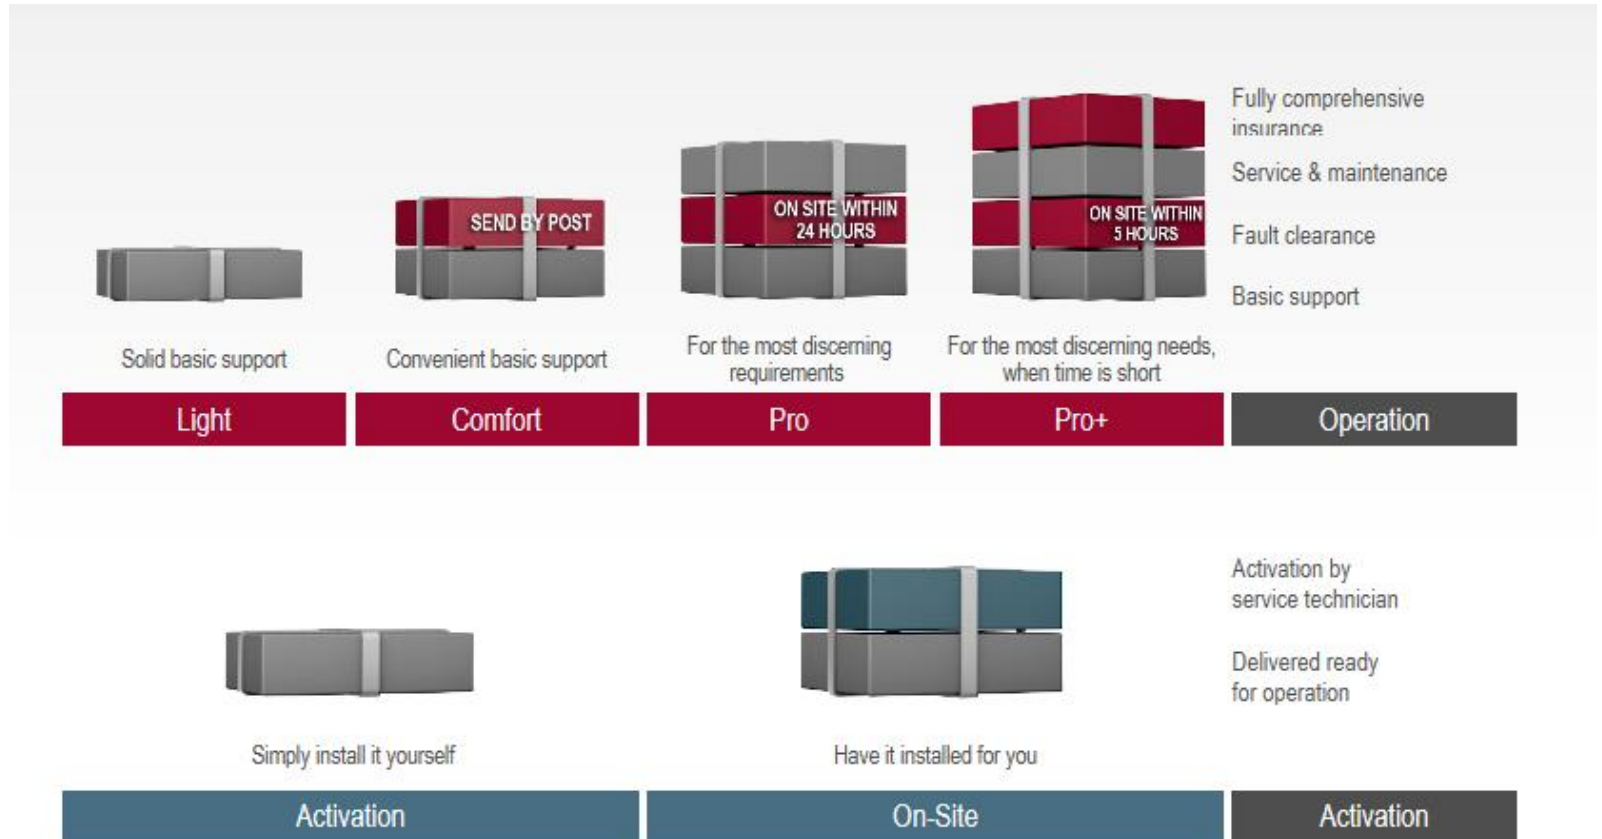 Fully comprehensive
insurance
Service & maintenance
SEND BY POST
ON SITE WITHIN
24 HOURS
ON SITE WITHIN
5 HOURS
Fault clearance
Basic support
Solid basic support
Convenient basic support
For the most discerning
requirements
For the most discerning needs,
when time is short
Light
Comfort
Pro
Pro+
Operation
Activation by
service technician
Delivered ready
for operation
Simply install it yourself
Have it installed for you
Activation
On-Site
Activation